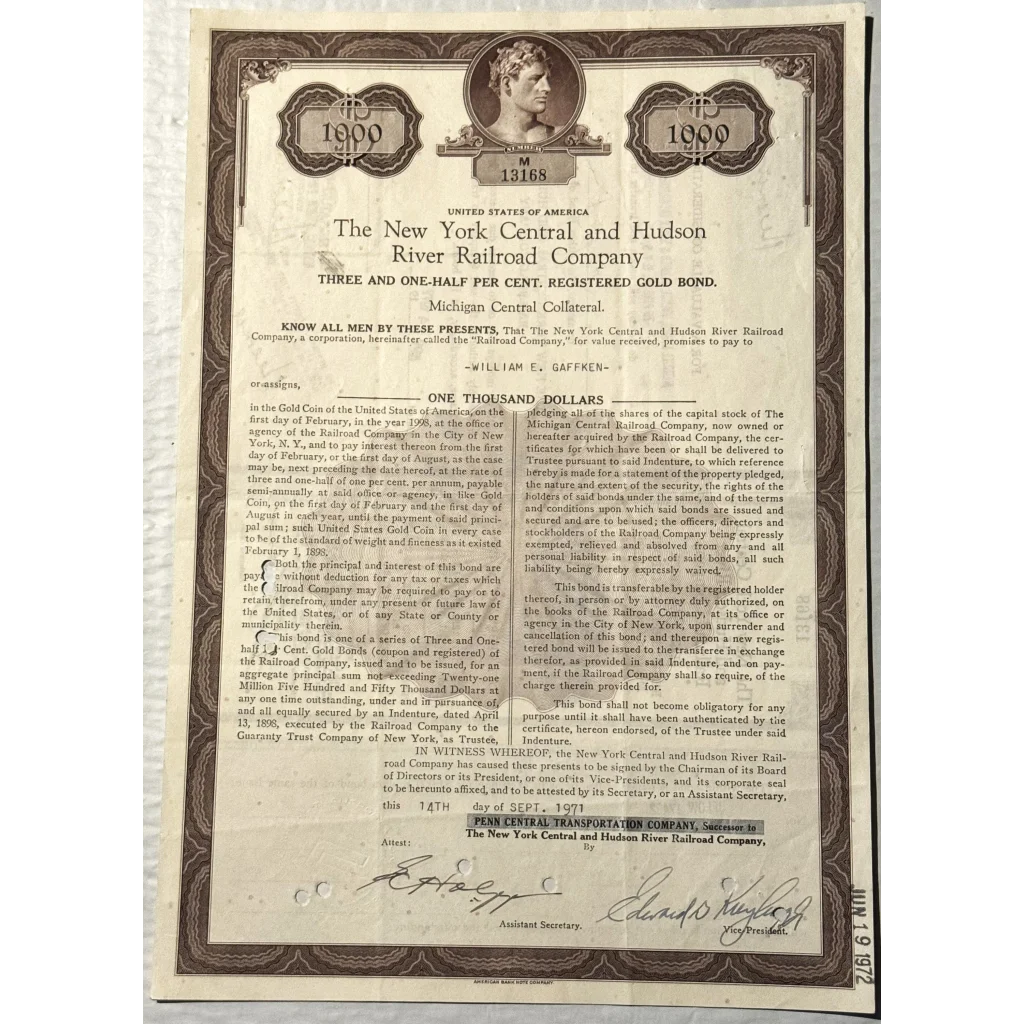 1000
1000
NUMBER
M
13168
UNITED STATES OF AMERICA
The New York Central and Hudson
River Railroad Company
THREE AND ONE-HALF PER CENT. REGISTERED GOLD BOND.
Michigan Central Collateral.
KNOW ALL MEN BY THESE PRESENTS, That The New York Central and Hudson River Railroad
Company, a corporation, hereinafter called the "Railroad Company," for value received, promises to pay to
-WILLIAM E. GAFFKEN-
or assigns,
ONE THOUSAND DOLLARS
in the Gold Coin of the United States of America, on the
first day of February, in the year 1998, at the office or
agency of the Railroad Company in the City of New
York, N. Y., and to pay interest thereon from the first
day of February, or the first day of August, as the case
may be, next preceding the date hereof, at the rate of
three and one-half of one per cent. per annum, payable
semi-annually at said office or agency, in like Gold
Coin, on the first day of February and the first day of
August in each year, until the payment of said princi-
pal sum; such United States Gold Coin in every case
to be of the standard of weight and fineness as it existed
February 1, 1898.
Both the principal and interest of this bond are
pay e without deduction for any tax or taxes which
the ilroad Company may be required to pay or to
retain therefrom, under any present or future law of
the United States, or of any State or County or
municipality therein.
his bond is one of a series of Three and One-
half Cent. Gold Bonds (coupon and registered) of
the Railroad Company, issued and to be issued, for an
aggregate principal sum not exceeding Twenty-one
Million Five Hundred and Fifty Thousand Dollars at
any one time outstanding, under and in pursuance of,
and all equally secured by an Indenture, dated April
13, 1898, executed by the Railroad Company to the
Guaranty Trust Company of New York, as Trustee,
pledging all of the shares of the capital stock of The
Michigan Central Railroad Company, now owned or
hereafter acquired by the Railroad Company, the cer-
tificates for which have been or shall be delivered to
Trustee pursuant to said Indenture, to which reference
hereby is made for a statement of the property pledged,
the nature and extent of the security, the rights of the
holders of said bonds under the same, and of the terms
and conditions upon which said bonds are issued and
secured and are to be used; the officers, directors and
stockholders of the Railroad Company being expressly
exempted, relieved and absolved from any and all
personal liability in respect of said bonds, all such
liability being hereby expressly waived.
This bond is transferable by the registered holder
thereof, in person or by attorney duly authorized, on
the books of the Railroad Company, at its office or
agency in the City of New York, upon surrender and
cancellation of this bond; and thereupon a new regis-
tered bond will be issued to the transferee in exchange
therefor, as provided in said Indenture, and on pay-
ment, if the Railroad Company shall so require, of the
charge therein provided for.
This bond shall not become obligatory for any
purpose until it shall have been authenticated by the
certificate, hereon endorsed, of the Trustee under said
Indenture.
IN WITNESS WHEREOF, the New York Central and Hudson River Rail-
road Company has caused these presents to be signed by the Chairman of its Board
of Directors or its President, or one of its Vice-Presidents, and its corporate seal
to be hereunto affixed, and to be attested by its Secretary, or an Assistant Secretary,
this 14TH day of SEPT. 1971
PENN CENTRAL TRANSPORTATION COMPANY, Successor to
The New York Central and Hudson River Railroad Company,
Attest:
By
Assistant Secretary.
Vice-President.
JUN 19 1972
AMERICAN BANK NOTE COMPANY